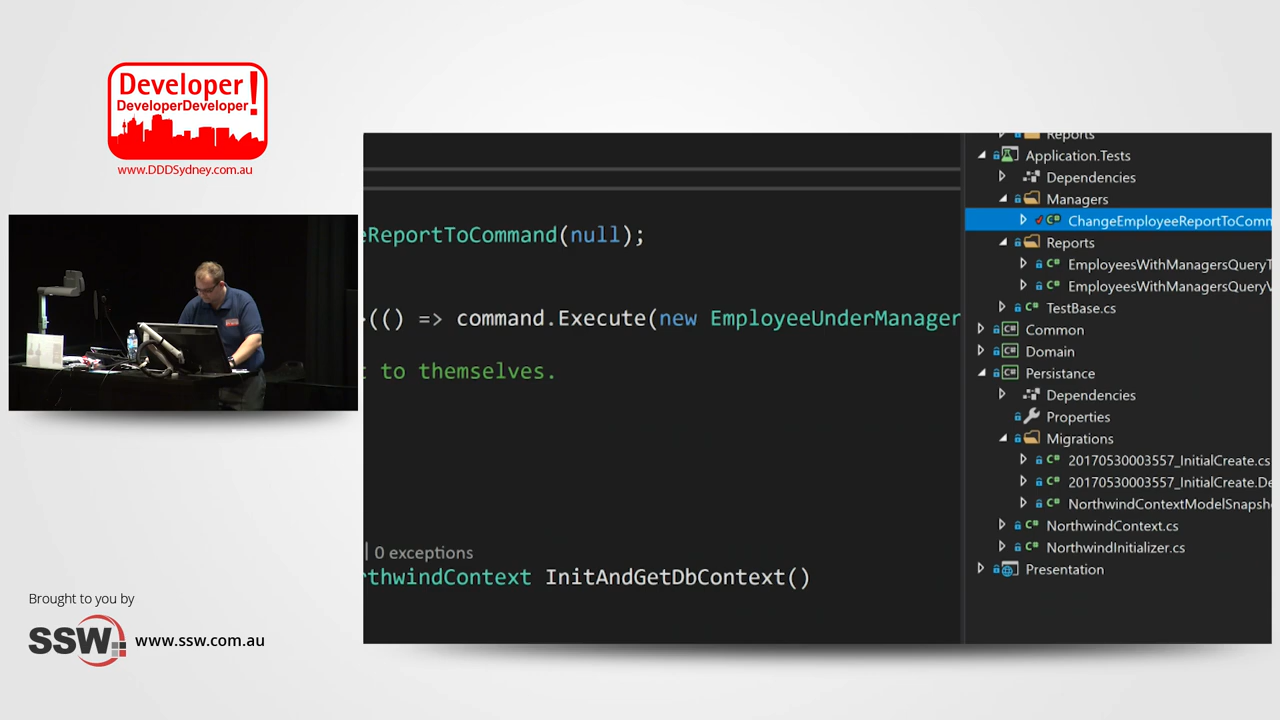 Developer!
DeveloperDeveloper
www.DDDSydney.com.au
eReportToCommand(null);
(() => command.Execute(new EmployeeUnderManager
t to themselves.
0 exceptions
rthwindContext InitAndGetDbContext()
Reports
Application.Tests
Dependencies
Managers
ChangeEmployeeReportToComm
Reports
EmployeesWithManagersQueryT
EmployeesWithManagersQueryV
TestBase.cs
Common
Domain
Persistance
Dependencies
Properties
Migrations
20170530003557_InitialCreate.cs
20170530003557_InitialCreate.De
NorthwindContextModelSnapsh
NorthwindContext.cs
NorthwindInitializer.cs
Presentation
Brought to you by
SSW
www.ssw.com.au